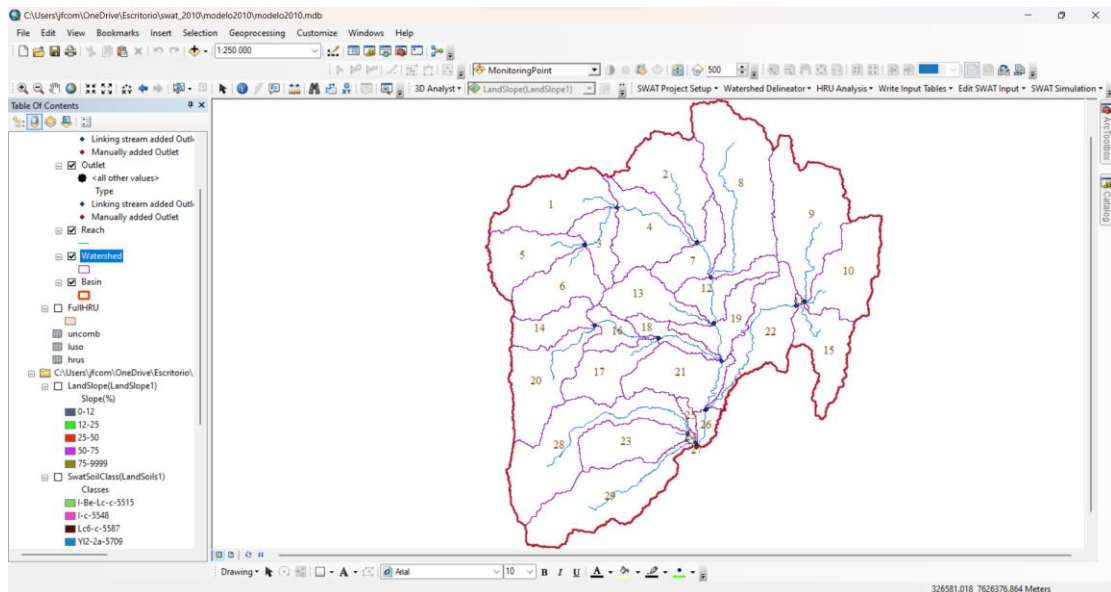 C:\Users\jfcom\OneDrive\Escritorio\swat_2010\modelo2010\modelo2010.mdb
File Edit View Bookmarks Insert Selection Geoprocessing Customize Windows Help
1:250 000
MonitoringPoint 500
3D Analyst LandSlope(LandSlope1) SWAT Project Setup Watershed Delineator HRU Analysis Write Input Tables Edit SWAT Input SWAT Simulation
Table Of Contents
Linking stream added Outl
Manually added Outlet
Outlet
<all other values>
Type
Linking stream added Outl
Manually added Outlet
Reach
Watershed
Basin
FullHRU
uncomb
luso
hrus
C:\Users\jfcom\OneDrive\Escritorio\
LandSlope(LandSlope1)
Slope(%)
0-12
12-25
25-50
50-75
75-9999
SwatSoilClass(LandSoils1)
Classes
I-Be-Lc-c-5515
I-c-5548
Lc6-c-5587
Yl2-2a-5709
ArcToolbox
Catalog
2
8
1
9
3
4
5
7
10
6
12
13
14
16
18
19
22
15
20
17
21
25
26
28
23
27
29
Drawing A Arial 10 B I U A
326581.018 7626376.864 Meters